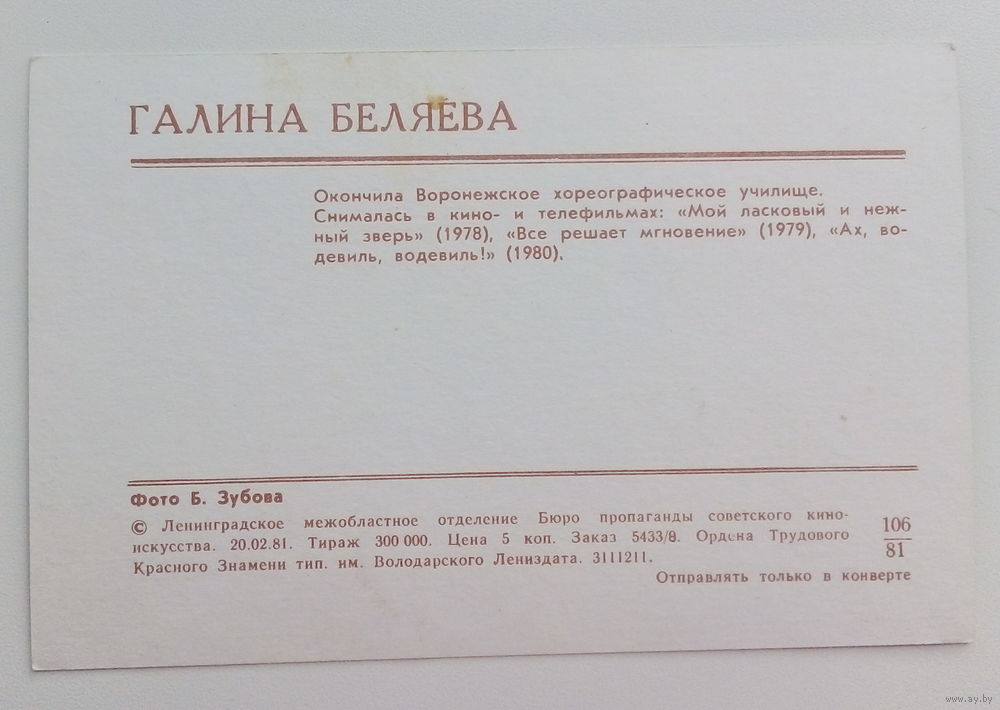 ГАЛИНА БЕЛЯЕВА
Окончила Воронежское хореографическое училище.
Снималась в кино- и телефильмах: «Мой ласковый и неж-
ный зверь» (1978), «Все решает мгновение» (1979), «Ах, во-
девиль, водевиль!» (1980).
Фото Б. Зубова
© Ленинградское межобластное отделение Бюро пропаганды советского кино-
искусства. 20.02.81. Тираж 300 000. Цена 5 коп. Заказ 5433/8. Ордена Трудового
Красного Знамени тип. им. Володарского Лениздата. 3111211.
106
81
Отправлять только в конверте
www.ay.by